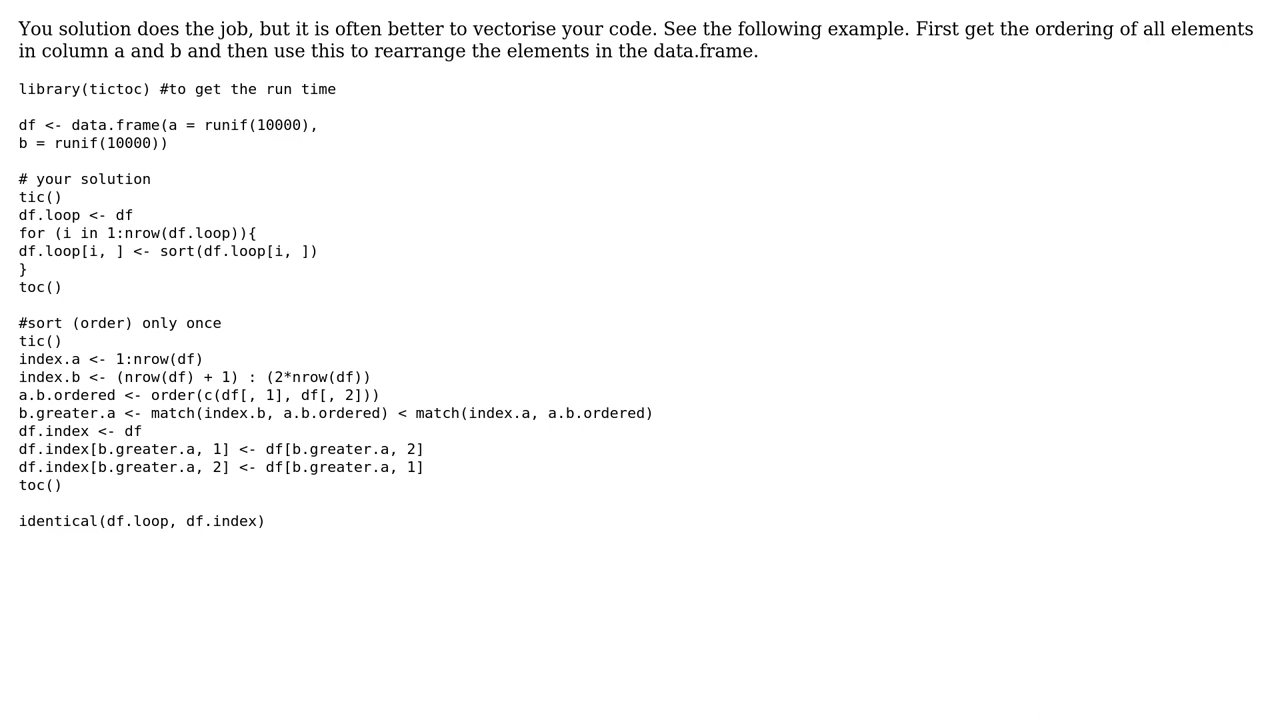 You solution does the job, but it is often better to vectorise your code. See the following example. First get the ordering of all elements
in column a and b and then use this to rearrange the elements in the data.frame.
library(tictoc) #to get the run time
df <- data.frame(a = runif(10000),
b = runif(10000))
# your solution
tic()
df.loop <- df
for (i in 1:nrow(df.loop)){
df.loop[i, ] <- sort(df.loop[i, ])
}
toc()
#sort (order) only once
tic()
index.a <- 1:nrow(df)
index.b <- (nrow(df) + 1) : (2*nrow(df))
a.b.ordered <- order(c(df[, 1], df[, 2]))
b.greater.a <- match(index.b, a.b.ordered) < match(index.a, a.b.ordered)
df.index <- df
df.index[b.greater.a, 1] <- df[b.greater.a, 2]
df.index[b.greater.a, 2] <- df[b.greater.a, 1]
toc()
identical(df.loop, df.index)